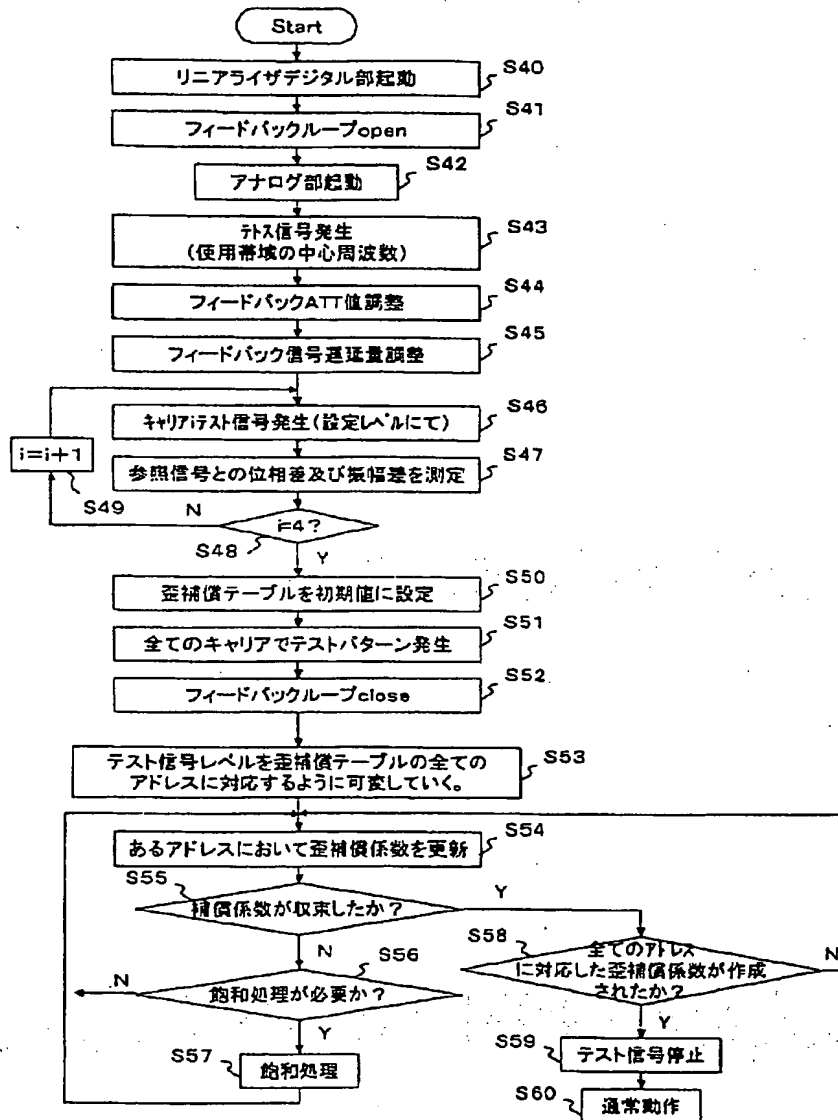 Start
リニアライザデジタル部起動
S40
フィードバックループopen
S41
アナログ部起動
S42
テトス信号発生
(使用帯域の中心周波数)
S43
フィードバックATT値調整
S44
フィードバック信号遅延量調整
S45
キャリアiテスト信号発生(設定レベルにて)
S46
i=i+1
S49
参照信号との位相差及び振幅差を測定
S47
N
i=4?
S48
Y
歪補償テーブルを初期値に設定
S50
全てのキャリアでテストパターン発生
S51
フィードバックループclose
S52
テスト信号レベルを歪補償テーブルの全ての
アドレスに対応するように可変していく。
S53
あるアドレスにおいて歪補償係数を更新
S54
S55
補償係数が収束したか?
Y
N
S56
飽和処理が必要か?
N
Y
S57
飽和処理
S58
全てのアドレス
に対応した歪補償係数が作成
されたか?
N
Y
S59
テスト信号停止
S60
通常動作